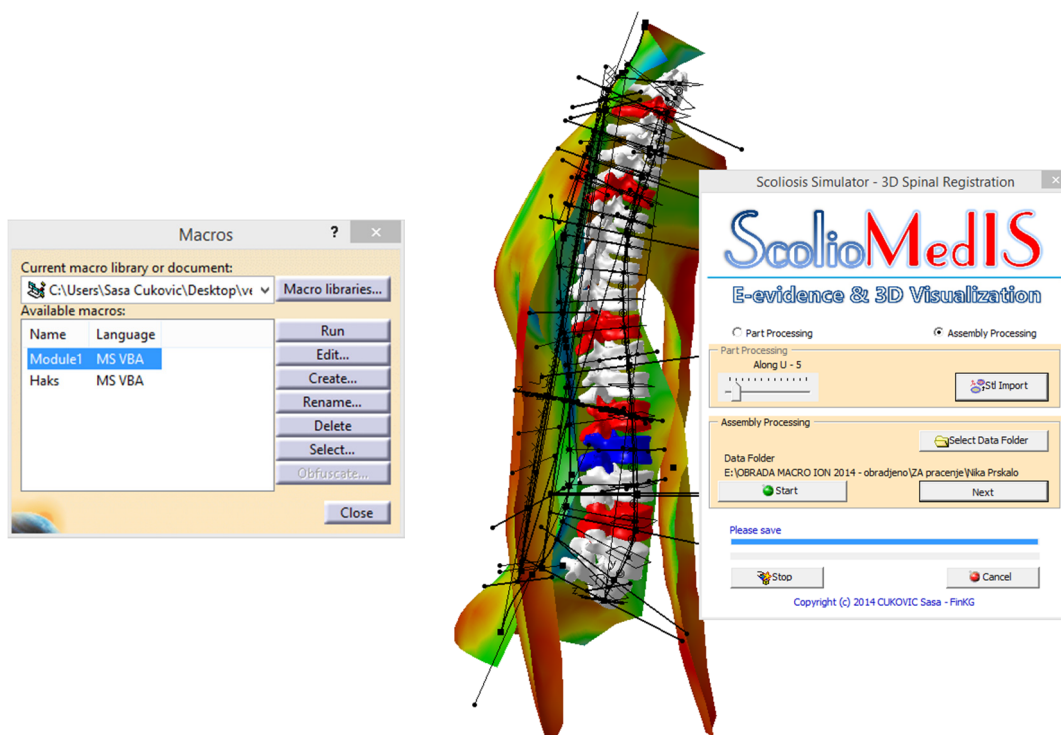 Macros
?
×
Current macro library or document:
C:\Users\Sasa Cukovic\Desktop\ve
Macro libraries...
Available macros:
Name Language
Module1 MS VBA
Haks MS VBA
Run
Edit...
Create...
Rename...
Delete
Select...
Obfuscate...
Close
Scoliosis Simulator - 3D Spinal Registration
×
ScolioMedIS
E-evidence & 3D Visualization
Part Processing
Assembly Processing
Part Processing
Along U - 5
Stl Import
Assembly Processing
Select Data Folder
Data Folder
E:\OBRADA MACRO ION 2014 - obradjeno\ZA pracenje\Nika Prskalo
Start
Next
Please save
Stop
Cancel
Copyright (c) 2014 CUKOVIC Sasa - FinKG